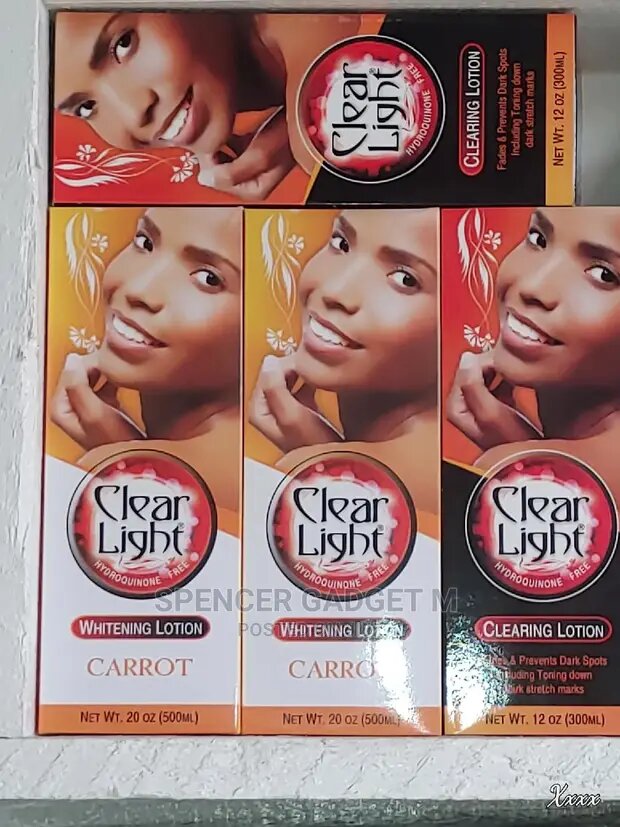 Clear
Light®
HYDROQUINONE FREE
CLEARING LOTION
Fades & Prevents Dark Spots
Including Toning down
dark stretch marks
NET WT. 12 OZ (300ML)
Clear
Light®
HYDROQUINONE FREE
WHITENING LOTION
CARROT
NET WT. 20 OZ (500ML)
Clear
Light®
HYDROQUINONE FREE
WHITENING LOTION
CARRO
NET WT. 20 OZ (500ML)
Clear
Light®
HYDROQUINONE FREE
CLEARING LOTION
& Prevents Dark Spots
Toning down
stretch marks
NET WT. 12 OZ (300ML)
SPENCER GADGET M
Xxxx